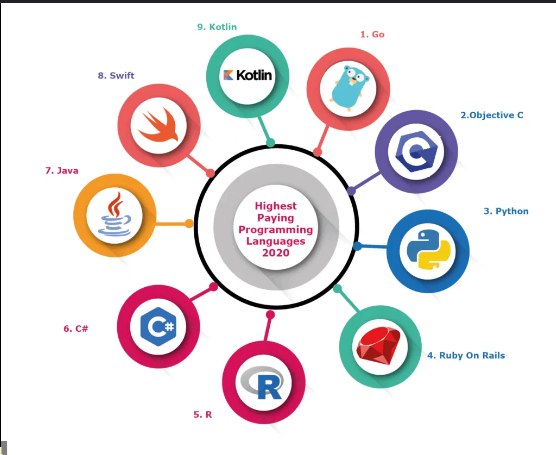 9. Kotlin
1. Go
Kotlin
8. Swift
2.Objective C
C
7. Java
3. Python
Highest
Paying
Programming
Languages
2020
Java
C#
6. C#
4. Ruby On Rails
R
5. R